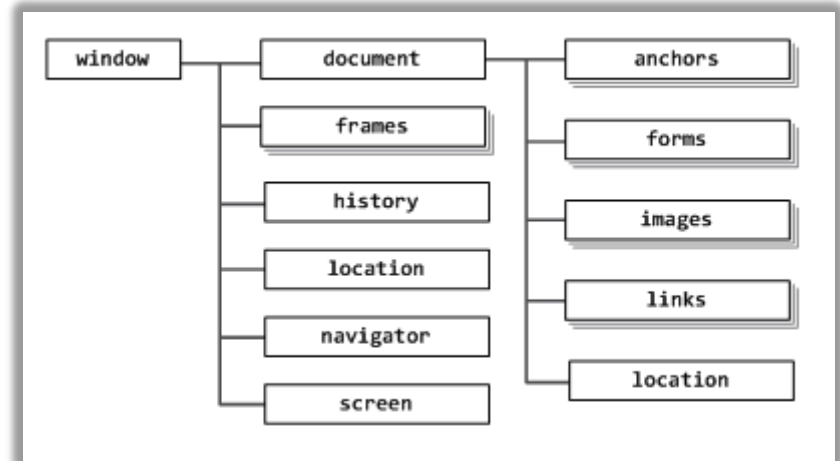 window
document
frames
history
location
navigator
screen
anchors
forms
images
links
location